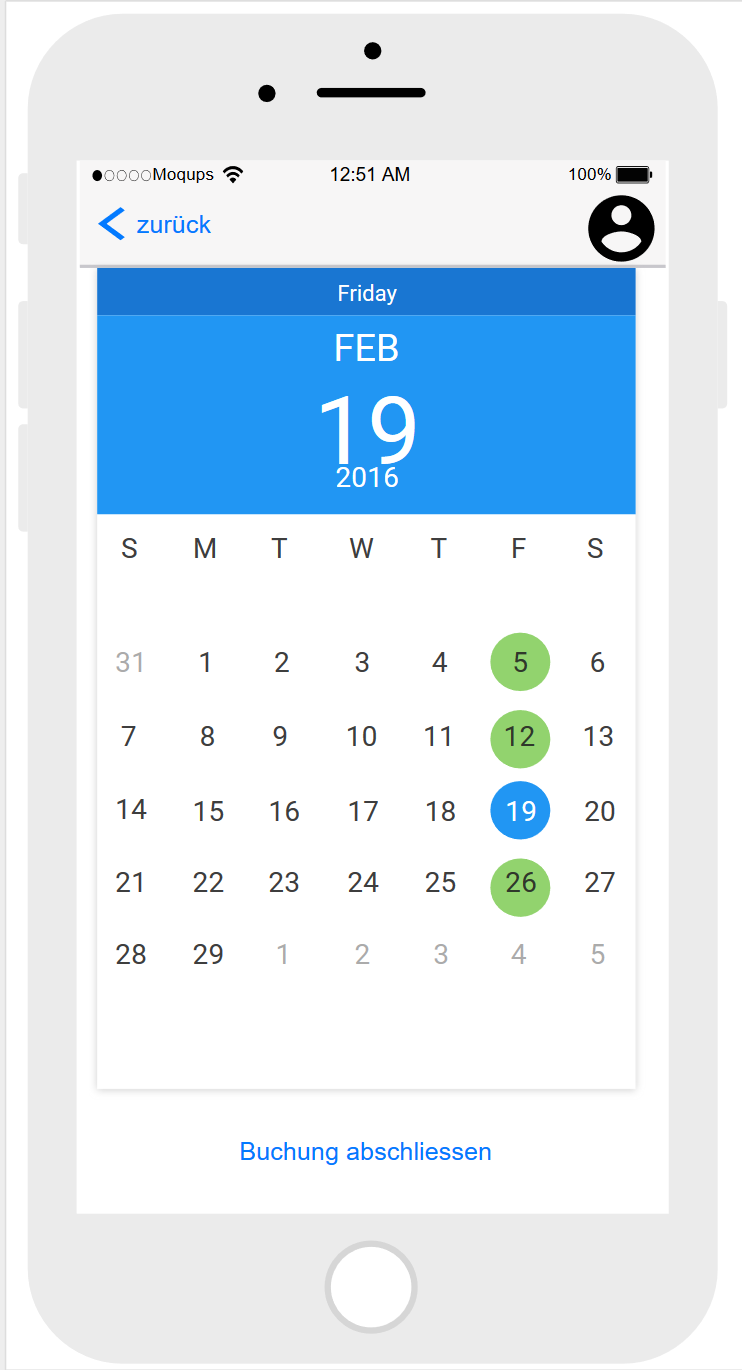 Moqups 12:51 AM 100%
zurück
Friday
FEB
19
2016
S M T W T F S
31 1 2 3 4 5 6
7 8 9 10 11 12 13
14 15 16 17 18 19 20
21 22 23 24 25 26 27
28 29 1 2 3 4 5
Buchung abschliessen